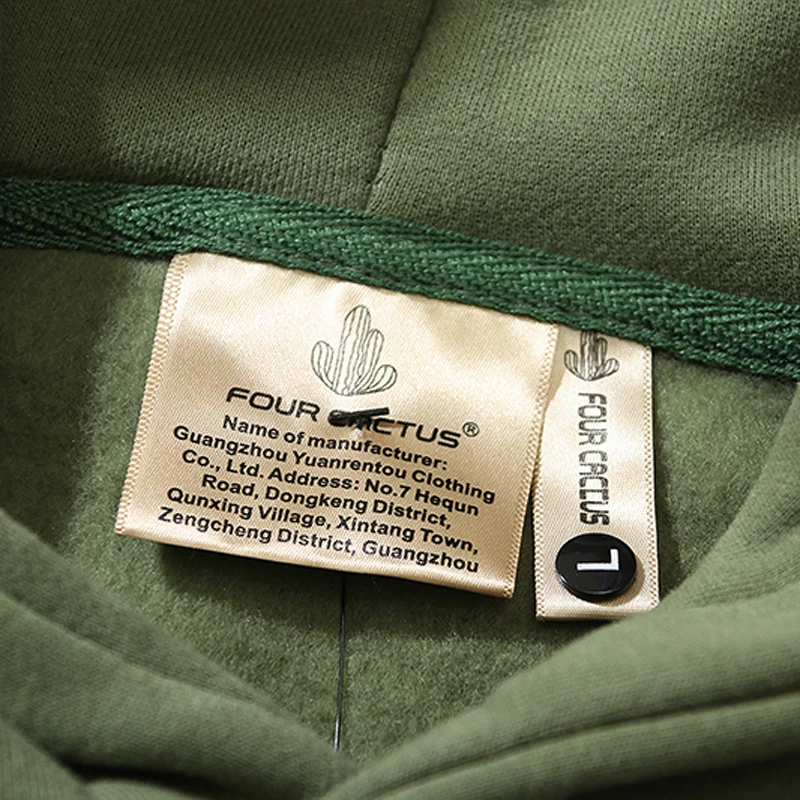 FOUR CACTUS®
Name of manufacturer:
Guangzhou Yuanrentou Clothing
Co., Ltd. Address: No.7 Hequn
Road, Dongkeng District,
Qunxing Village, Xintang Town,
Zengcheng District, Guangzhou
FOUR CACTUS
L